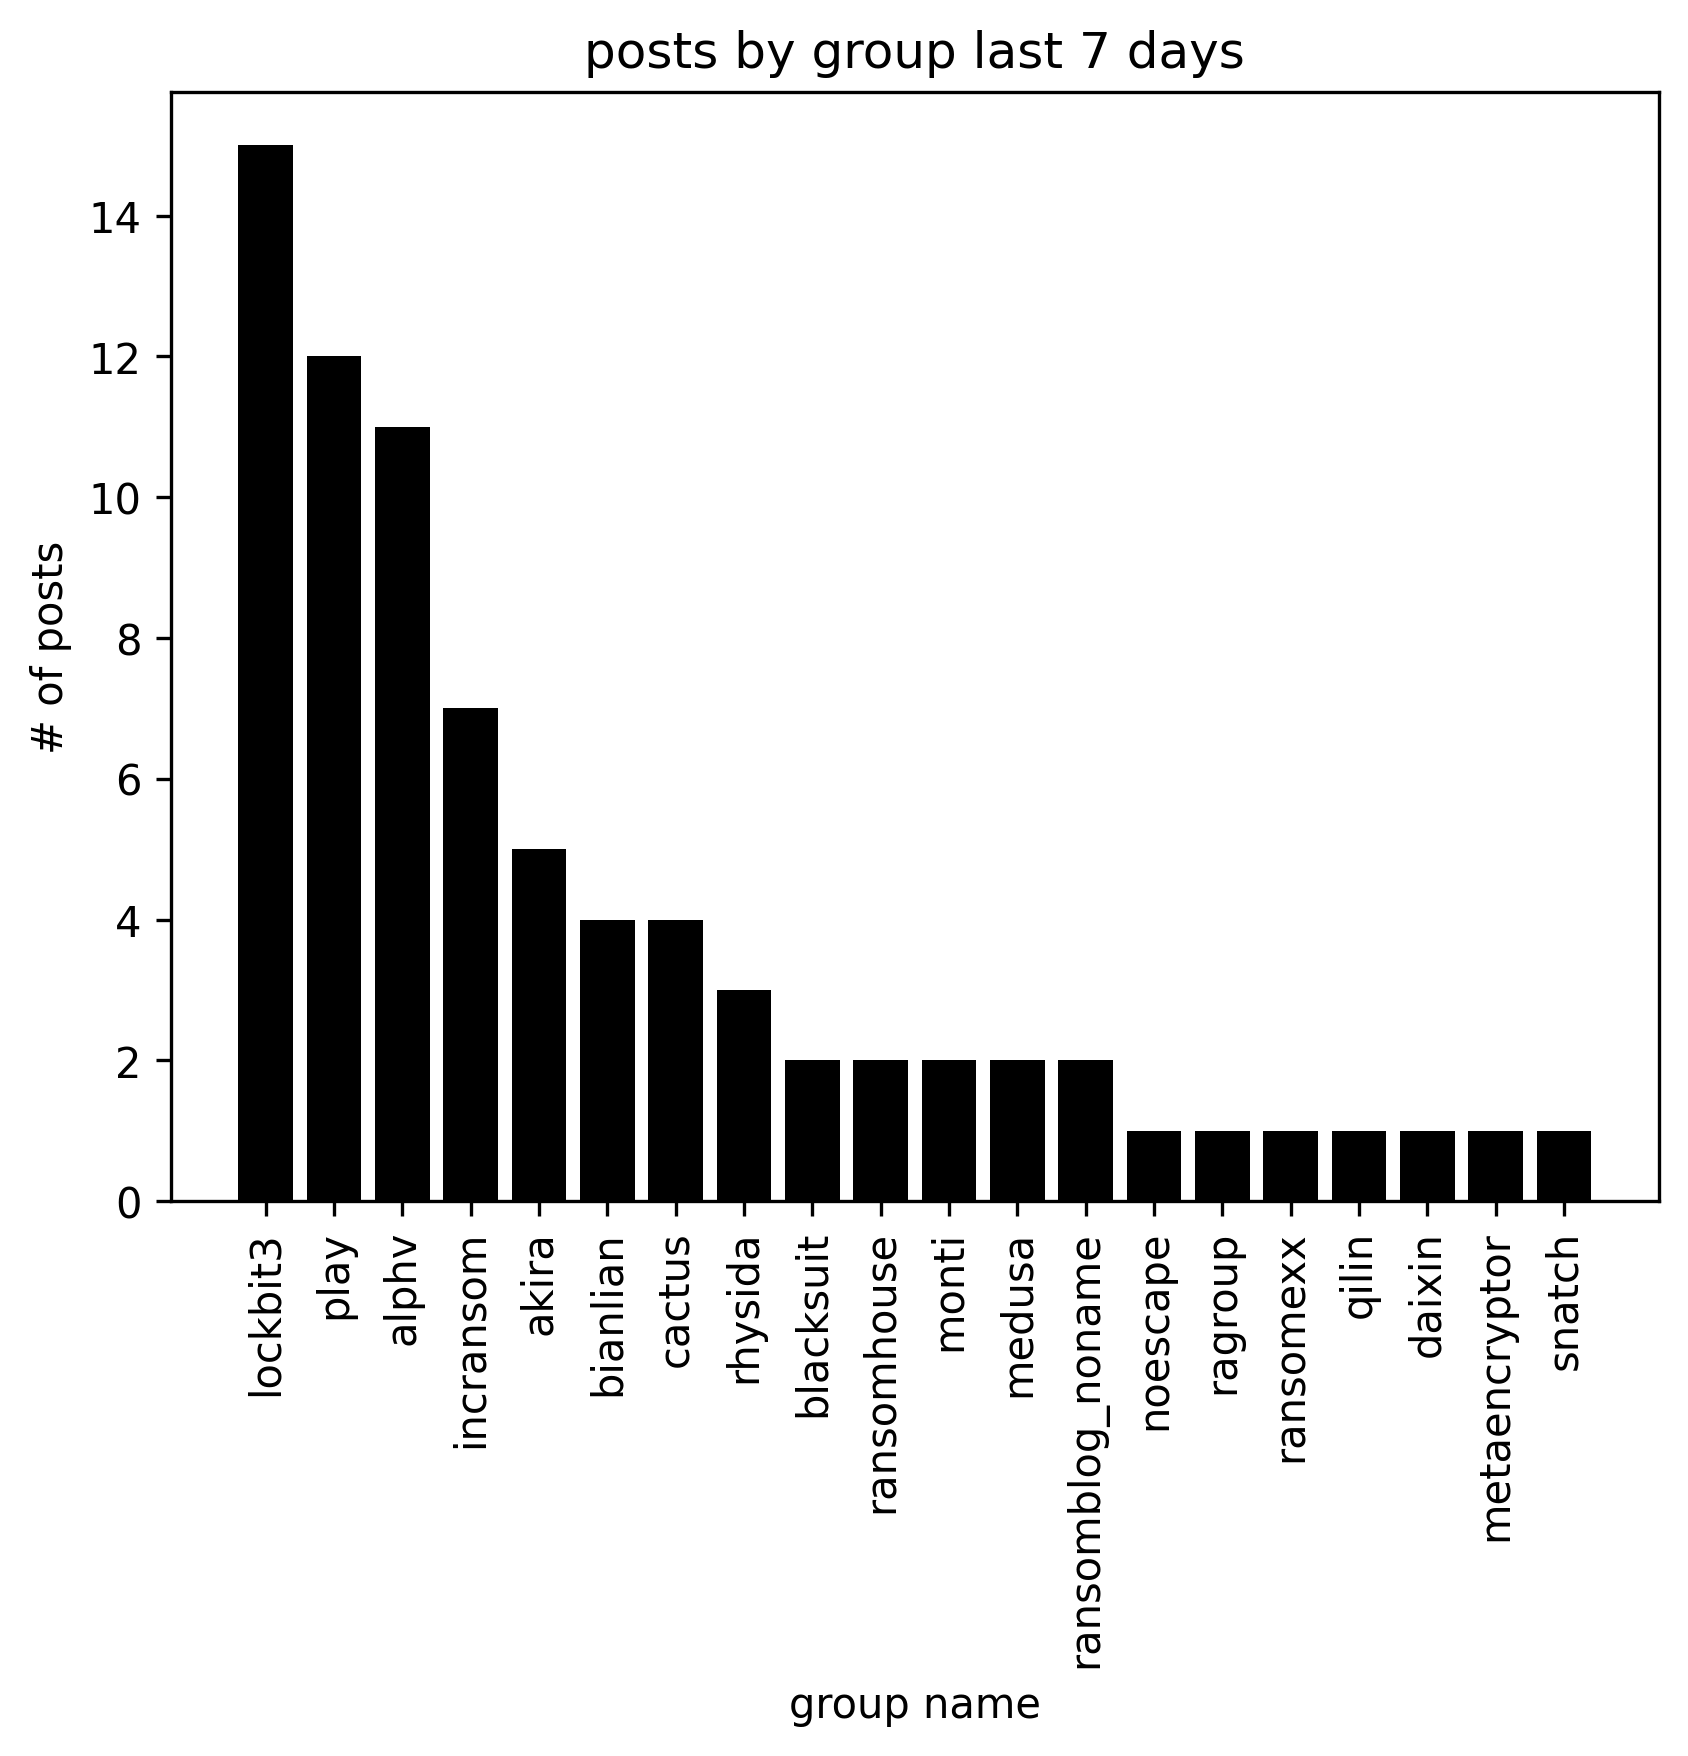 posts by group last 7 days
# of posts
14
12
10
8
6
4
2
0
lockbit3
play
alphv
incransom
akira
bianlian
cactus
rhysida
blacksuit
ransomhouse
monti
medusa
ransomblog_noname
noescape
ragroup
ransomexx
qilin
daixin
metaencryptor
snatch
group name